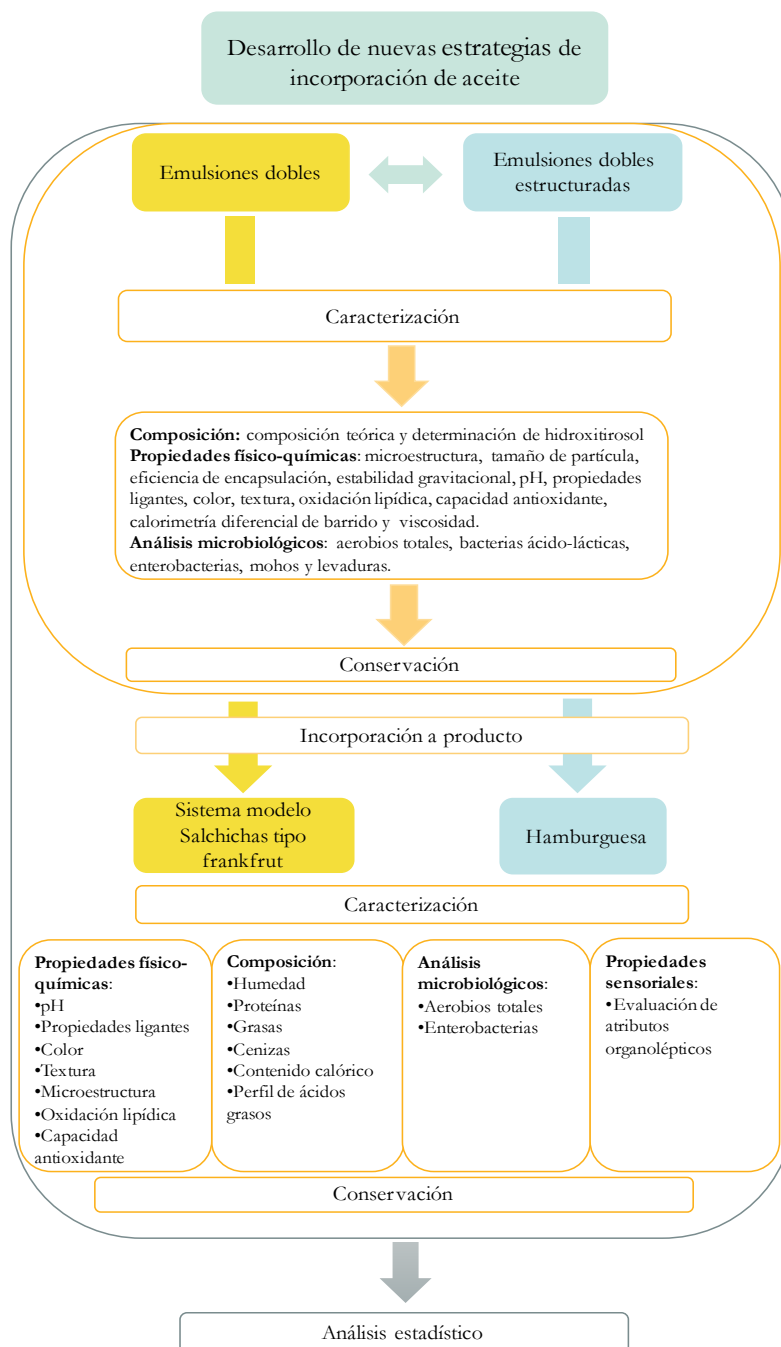 Desarrollo de nuevas estrategias de
incorporación de aceite
Emulsiones dobles
Emulsiones dobles
estructuradas
Caracterización
Composición: composición teórica y determinación de hidroxitirosol
Propiedades físico-químicas: microestructura, tamaño de partícula,
eficiencia de encapsulación, estabilidad gravitacional, pH, propiedades
ligantes, color, textura, oxidación lipídica, capacidad antioxidante,
calorimetría diferencial de barrido y viscosidad.
Análisis microbiológicos: aerobios totales, bacterias ácido-lácticas,
enterobacterias, mohos y levaduras.
Conservación
Incorporación a producto
Sistema modelo
Salchichas tipo
frankfrut
Hamburguesa
Caracterización
Propiedades físico-
químicas:
•pH
•Propiedades ligantes
•Color
•Textura
•Microestructura
•Oxidación lipídica
•Capacidad
antioxidante
Composición:
•Humedad
•Proteínas
•Grasas
•Cenizas
•Contenido calórico
•Perfil de ácidos
grasos
Análisis
microbiológicos:
•Aerobios totales
•Enterobacterias
Propiedades
sensoriales:
•Evaluación de
atributos
organolépticos
Conservación
Análisis estadístico